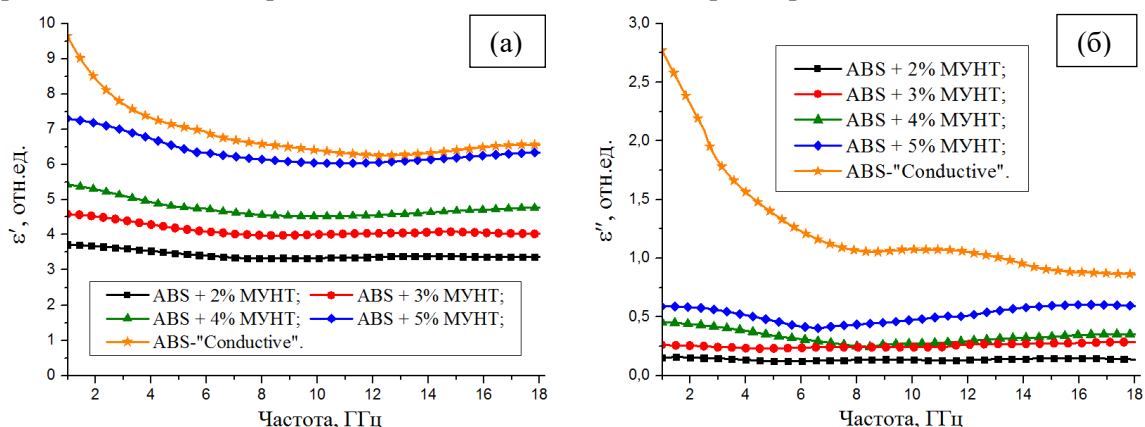 (а)
ε′, отн.ед.
10
9
8
7
6
5
4
3
2
1
0
ABS + 2% МУНТ; ABS + 3% МУНТ;
ABS + 4% МУНТ; ABS + 5% МУНТ;
ABS-"Conductive".
2 4 6 8 10 12 14 16 18
Частота, ГГц
(б)
ε′′, отн.ед.
3,0
2,5
2,0
1,5
1,0
0,5
0,0
ABS + 2% МУНТ;
ABS + 3% МУНТ;
ABS + 4% МУНТ;
ABS + 5% МУНТ;
ABS-"Conductive".
2 4 6 8 10 12 14 16 18
Частота, ГГц